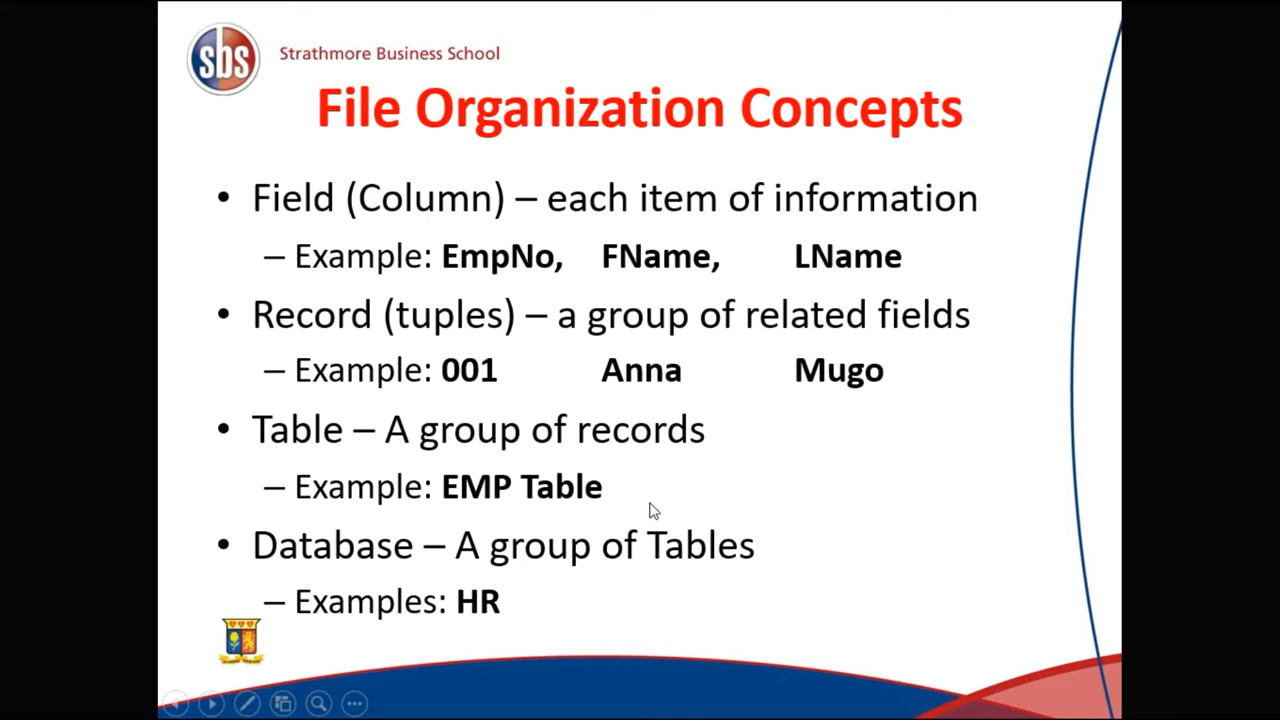 sbs
Strathmore Business School
File Organization Concepts
• Field (Column) – each item of information
– Example: EmpNo, FName, LName
• Record (tuples) – a group of related fields
– Example: 001 Anna Mugo
• Table – A group of records
– Example: EMP Table
• Database – A group of Tables
– Examples: HR